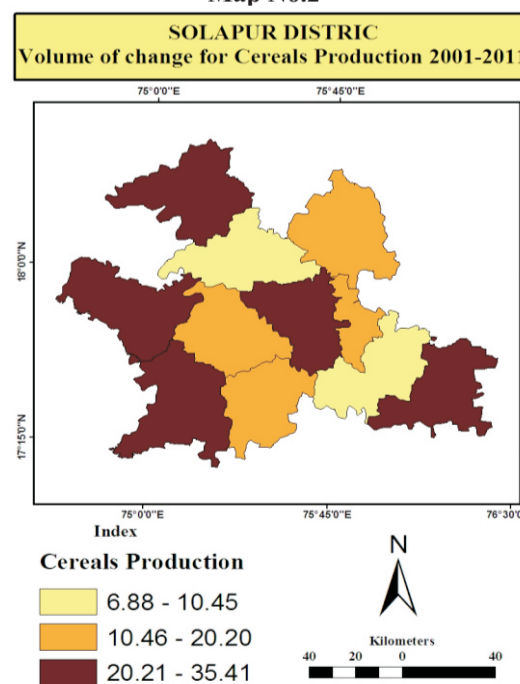 SOLAPUR DISTRIC
Volume of change for Cereals Production 2001-2011
75°0'0"E 75°45'0"E
18°0'0"N
17°15'0"N
75°0'0"E 75°45'0"E 76°30'0"
Index
Cereals Production
6.88 - 10.45
10.46 - 20.20
20.21 - 35.41
N
Kilometers
40 20 0 40